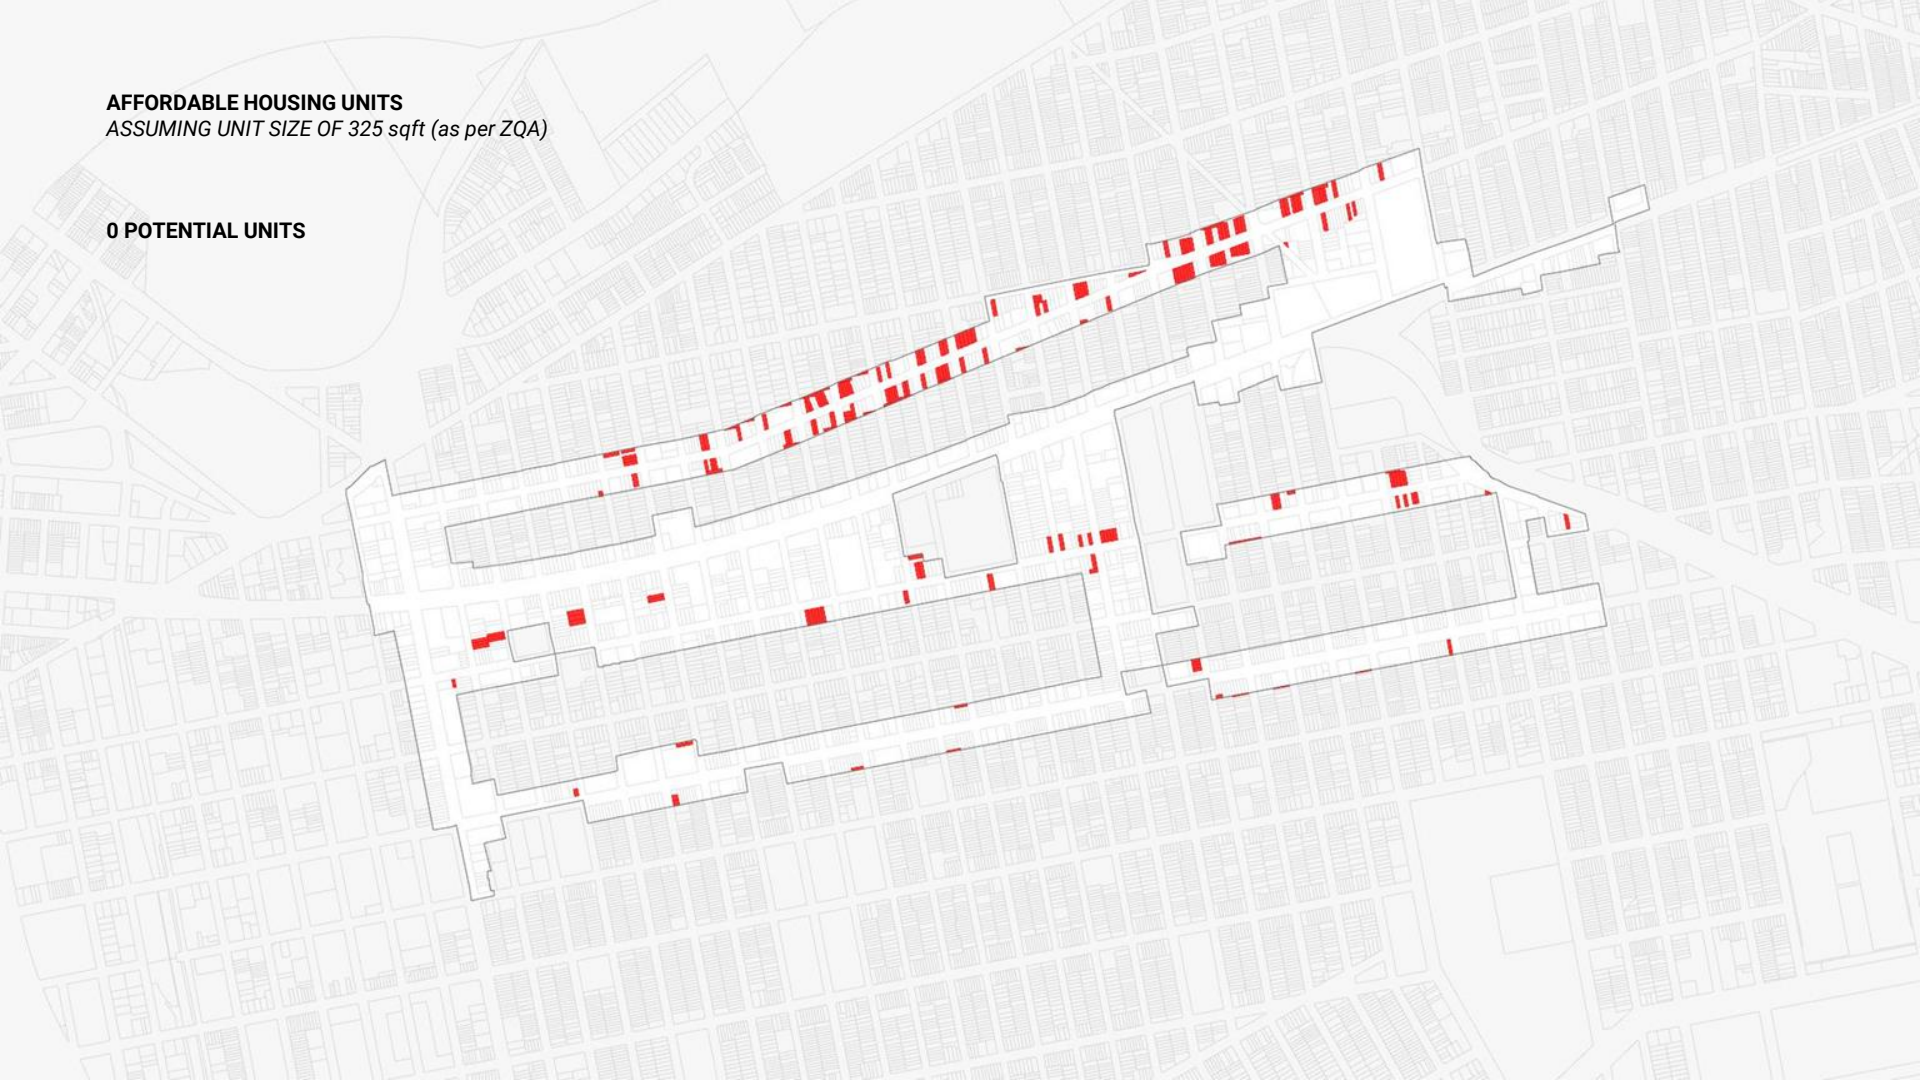 AFFORDABLE HOUSING UNITS
ASSUMING UNIT SIZE OF 325 sqft (as per ZQA)
0 POTENTIAL UNITS